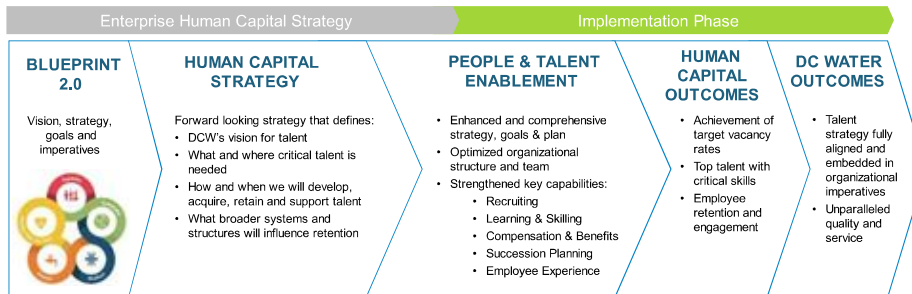 Enterprise Human Capital Strategy
Implementation Phase
BLUEPRINT
2.0
Vision, strategy,
goals and
imperatives
HUMAN CAPITAL
STRATEGY
Forward looking strategy that defines:
• DCW's vision for talent
• What and where critical talent is
needed
• How and when we will develop,
acquire, retain and support talent
• What broader systems and
structures will influence retention
PEOPLE & TALENT
ENABLEMENT
• Enhanced and comprehensive
strategy, goals & plan
• Optimized organizational
structure and team
• Strengthened key capabilities:
• Recruiting
• Learning & Skilling
• Compensation & Benefits
• Succession Planning
• Employee Experience
HUMAN
CAPITAL
OUTCOMES
• Achievement of
target vacancy
rates
• Top talent with
critical skills
• Employee
retention and
engagement
DC WATER
OUTCOMES
• Talent
strategy fully
aligned and
embedded in
organizational
imperatives
• Unparalleled
quality and
service